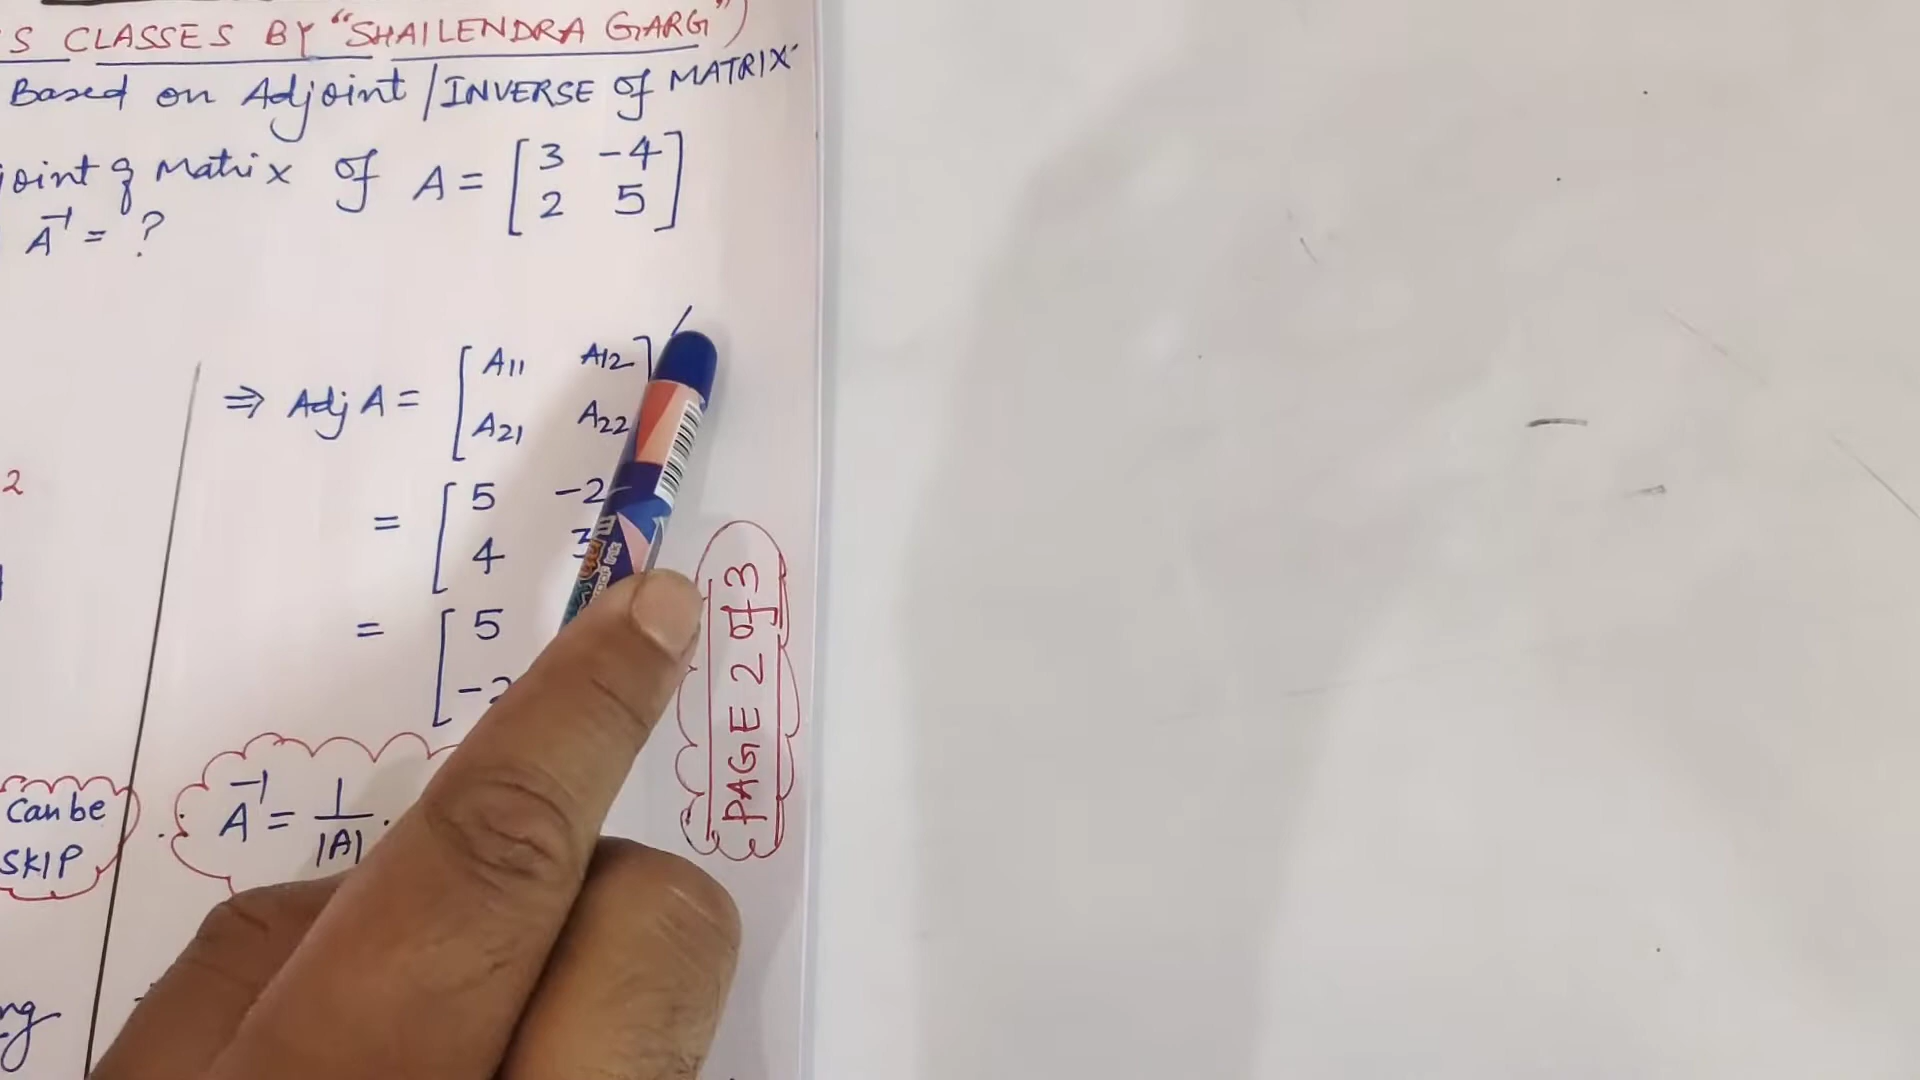 S CLASSES BY "SHAILENDRA GARG")
Based on Adjoint / INVERSE of MATRIX
joint of Matrix of A = [3 -4
2 5]
A⁻¹ = ?
⇒ Adj A = [A11 A12]
A21 A22
2
= [5 -2
4 3
= [5
-2
PAGE 2 of 3
Can be
SKIP
A⁻¹ = 1/|A| .
ng